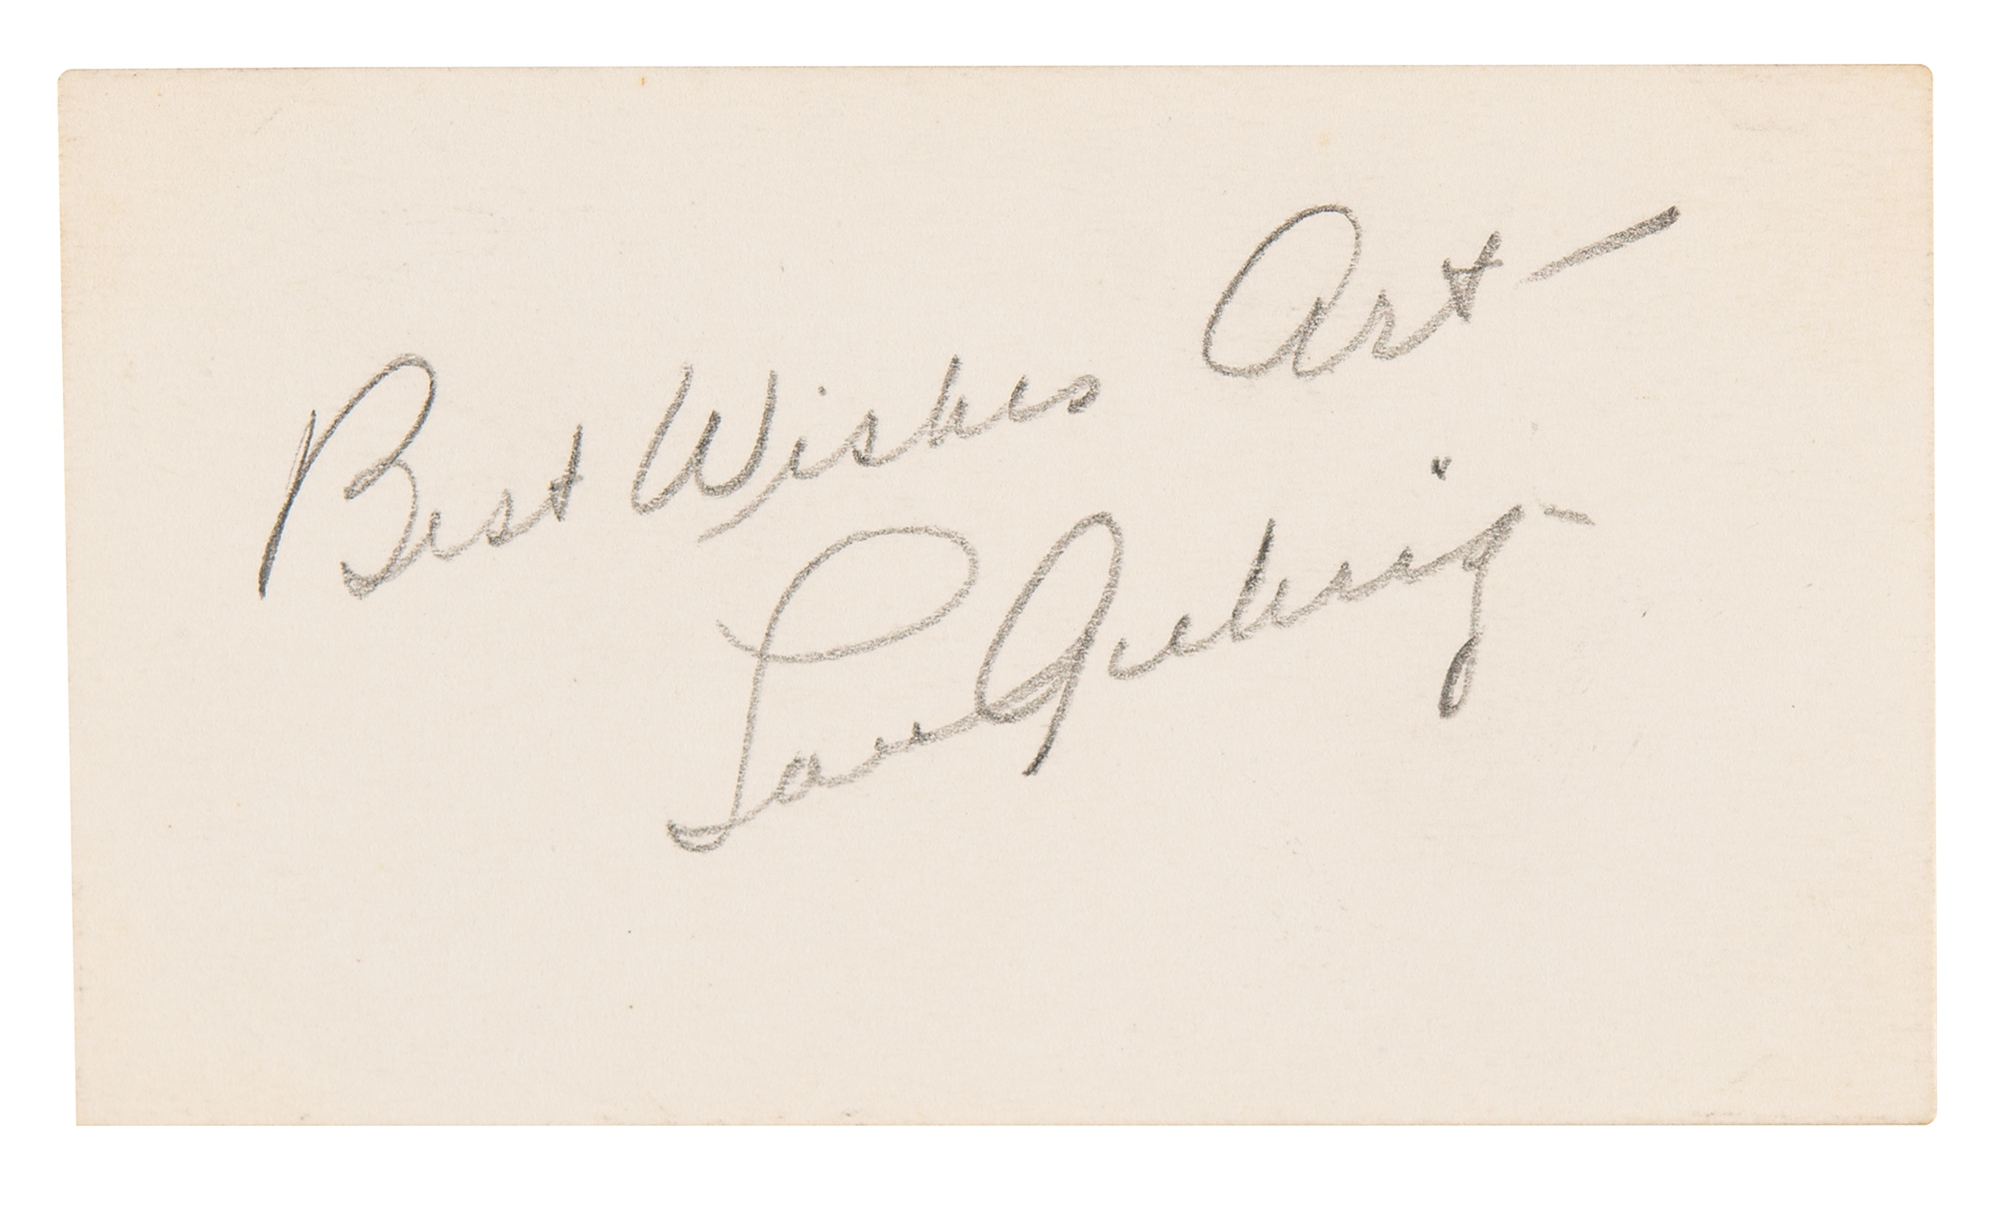 Best Wishes Art—
Lou Gehrig-